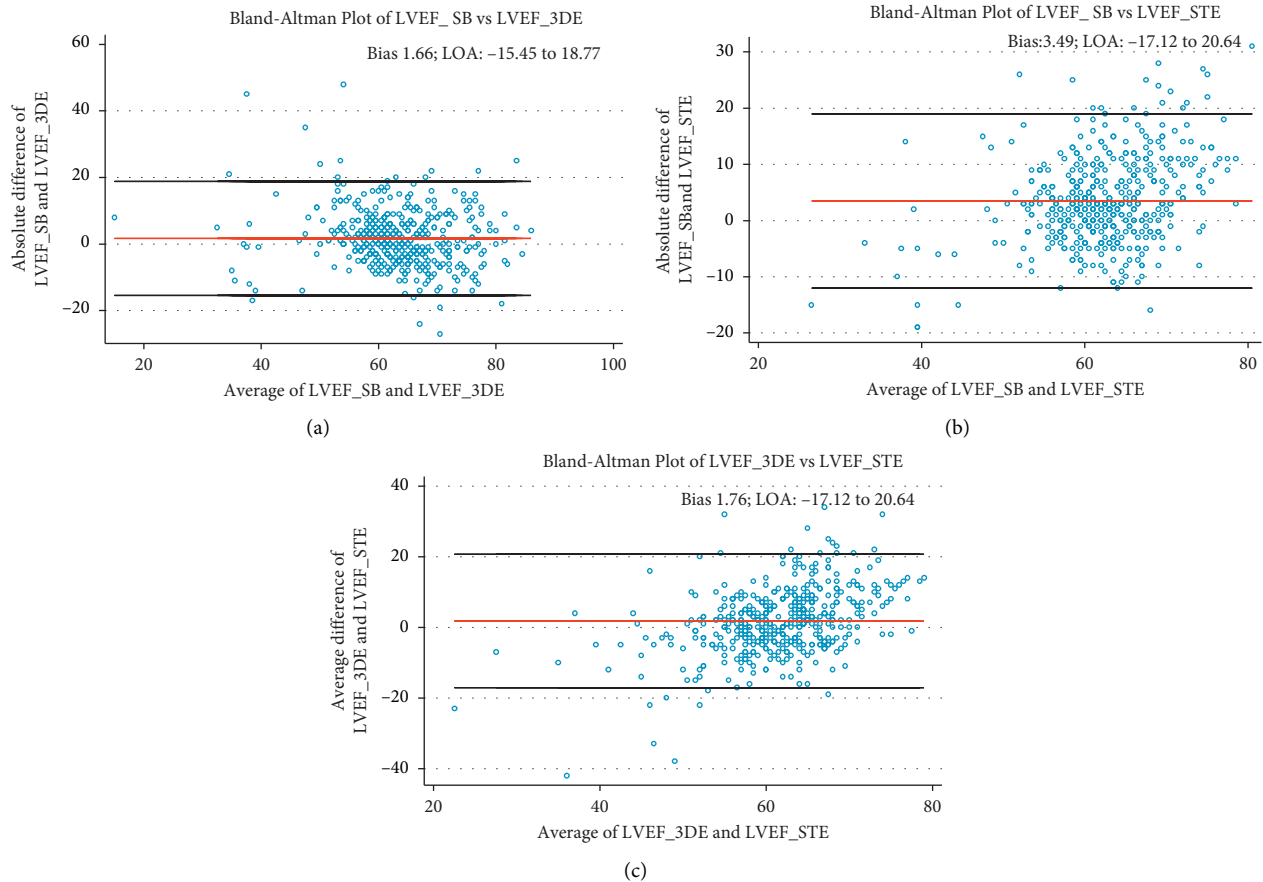 Bland-Altman Plot of LVEF_ SB vs LVEF_3DE
Bias 1.66; LOA: –15.45 to 18.77
60
40
20
0
–20
Absolute difference of
LVEF_SB and LVEF_3DE
20
40
60
80
100
Average of LVEF_SB and LVEF_3DE
(a)
Bland-Altman Plot of LVEF_ SB vs LVEF_STE
Bias:3.49; LOA: –17.12 to 20.64
30
20
10
0
–10
–20
Absolute difference of
LVEF_SBand LVEF_STE
20
40
60
80
Average of LVEF_SB and LVEF_STE
(b)
Bland-Altman Plot of LVEF_3DE vs LVEF_STE
Bias 1.76; LOA: –17.12 to 20.64
40
20
0
–20
–40
Average difference of
LVEF_3DE and LVEF_STE
20
40
60
80
Average of LVEF_3DE and LVEF_STE
(c)